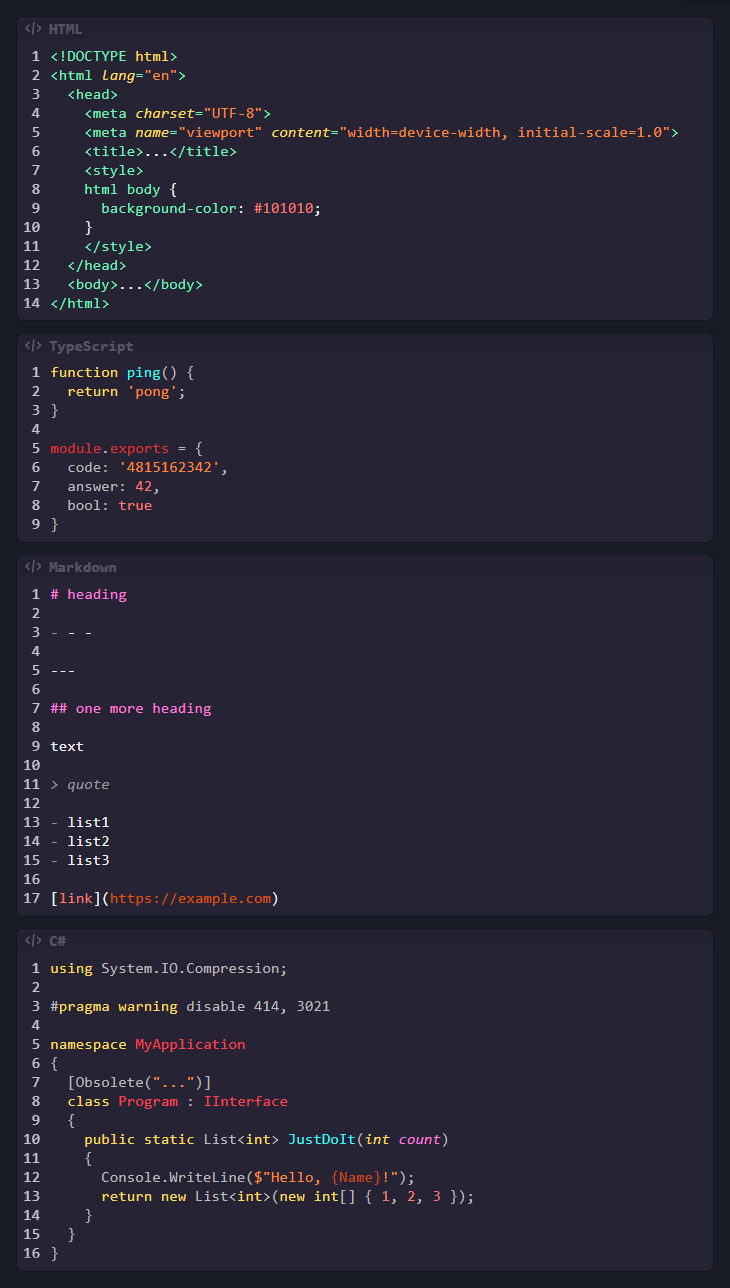 </> HTML
1 <!DOCTYPE html>
2 <html lang="en">
3   <head>
4     <meta charset="UTF-8">
5     <meta name="viewport" content="width=device-width, initial-scale=1.0">
6     <title>...</title>
7     <style>
8     html body {
9       background-color: #101010;
10     }
11     </style>
12   </head>
13   <body>...</body>
14 </html>
</> TypeScript
1 function ping() {
2   return 'pong';
3 }
4
5 module.exports = {
6   code: '4815162342',
7   answer: 42,
8   bool: true
9 }
</> Markdown
1 # heading
2
3 - - -
4
5 ---
6
7 ## one more heading
8
9 text
10
11 > quote
12
13 - list1
14 - list2
15 - list3
16
17 [link](https://example.com)
</> C#
1 using System.IO.Compression;
2
3 #pragma warning disable 414, 3021
4
5 namespace MyApplication
6 {
7   [Obsolete("...")]
8   class Program : IInterface
9   {
10     public static List<int> JustDoIt(int count)
11     {
12       Console.WriteLine($"Hello, {Name}!");
13       return new List<int>(new int[] { 1, 2, 3 });
14     }
15   }
16 }